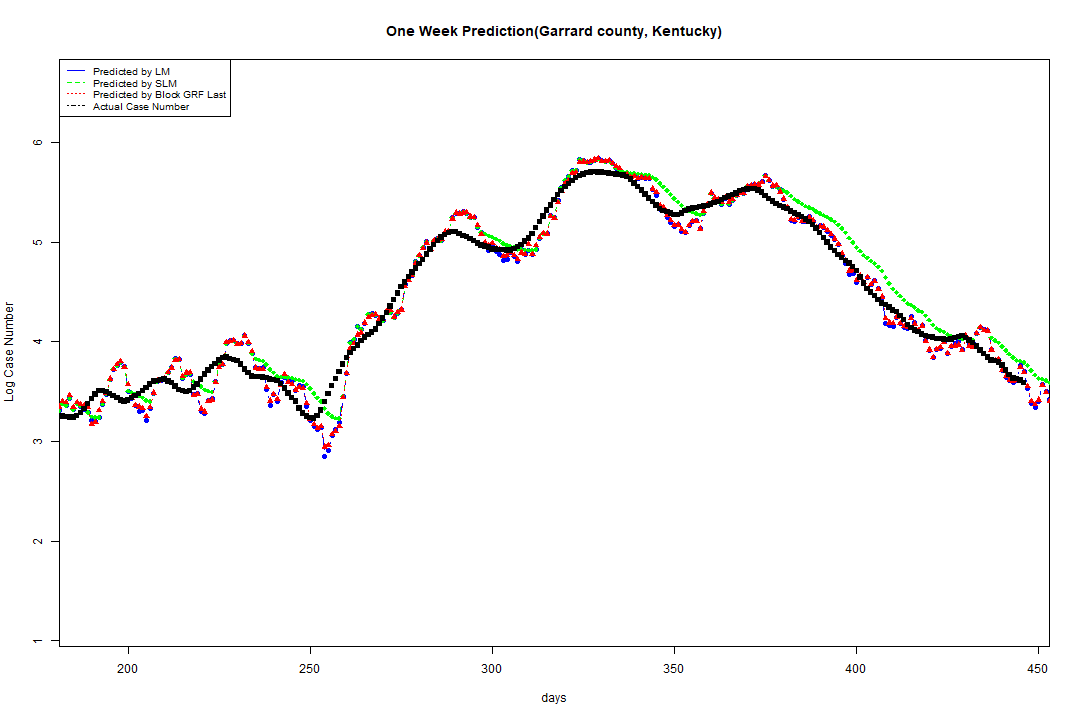 One Week Prediction(Garrard county, Kentucky)
Predicted by LM
Predicted by SLM
Predicted by Block GRF Last
Actual Case Number
6
5
4
3
2
1
Log Case Number
200 250 300 350 400 450
days